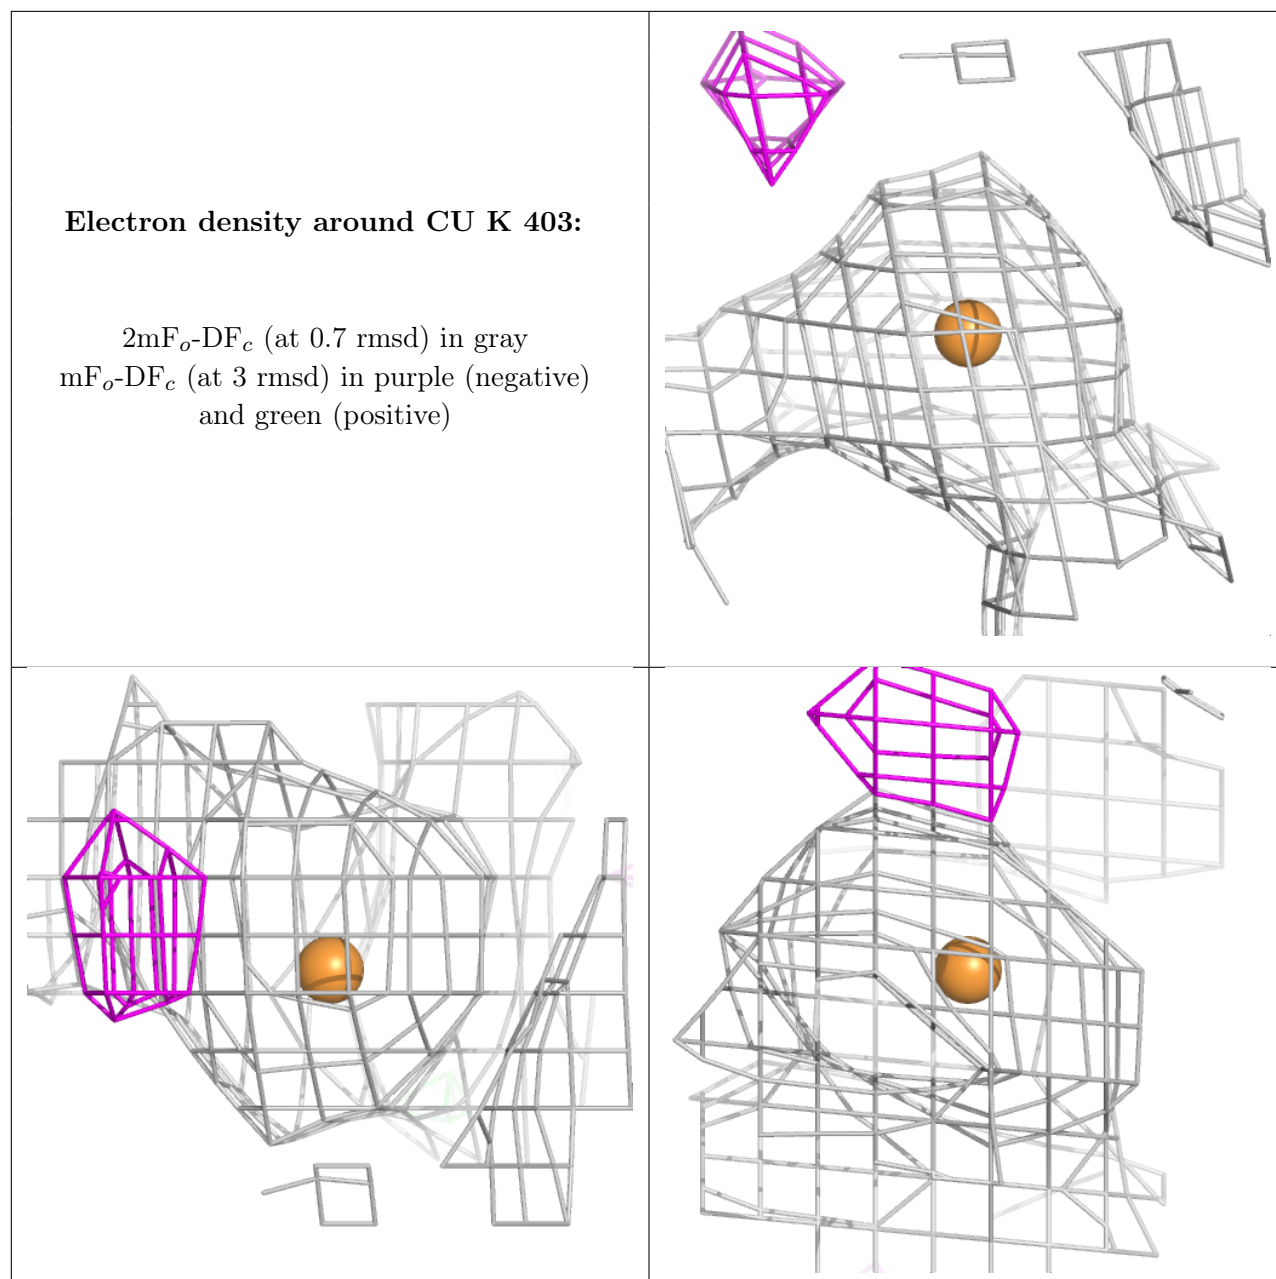 Electron density around CU K 403:
2mFₒ-DF𝑐 (at 0.7 rmsd) in gray
mFₒ-DF𝑐 (at 3 rmsd) in purple (negative)
and green (positive)